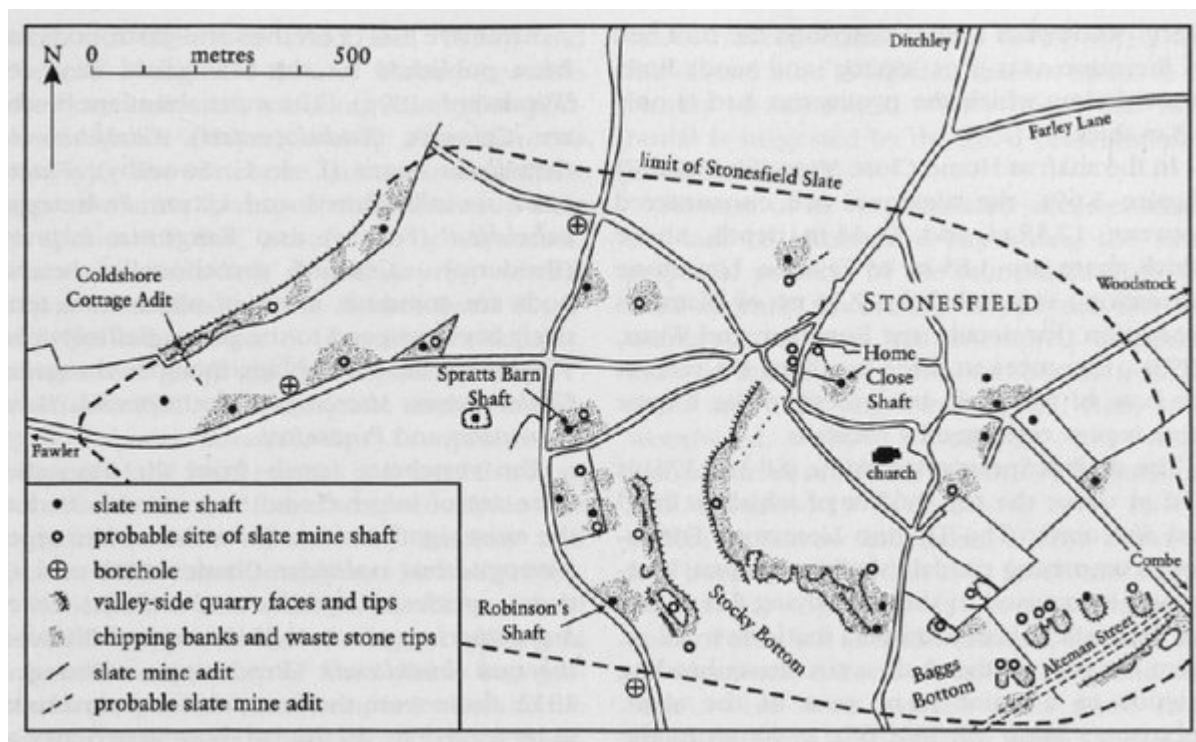 N 0 metres 500
Ditchley
Farley Lane
limit of Stonesfield Slate
Coldshore
Cottage Adit
Woodstock
STONESFIELD
Home
Close
Shaft
Spratts Barn
Shaft
Fawler
church
slate mine shaft
probable site of slate mine shaft
borehole
valley-side quarry faces and tips
chipping banks and waste stone tips
slate mine adit
probable slate mine adit
Robinson's
Shaft
Stocky Bottom
Combe
Akeman Street
Baggs
Bottom